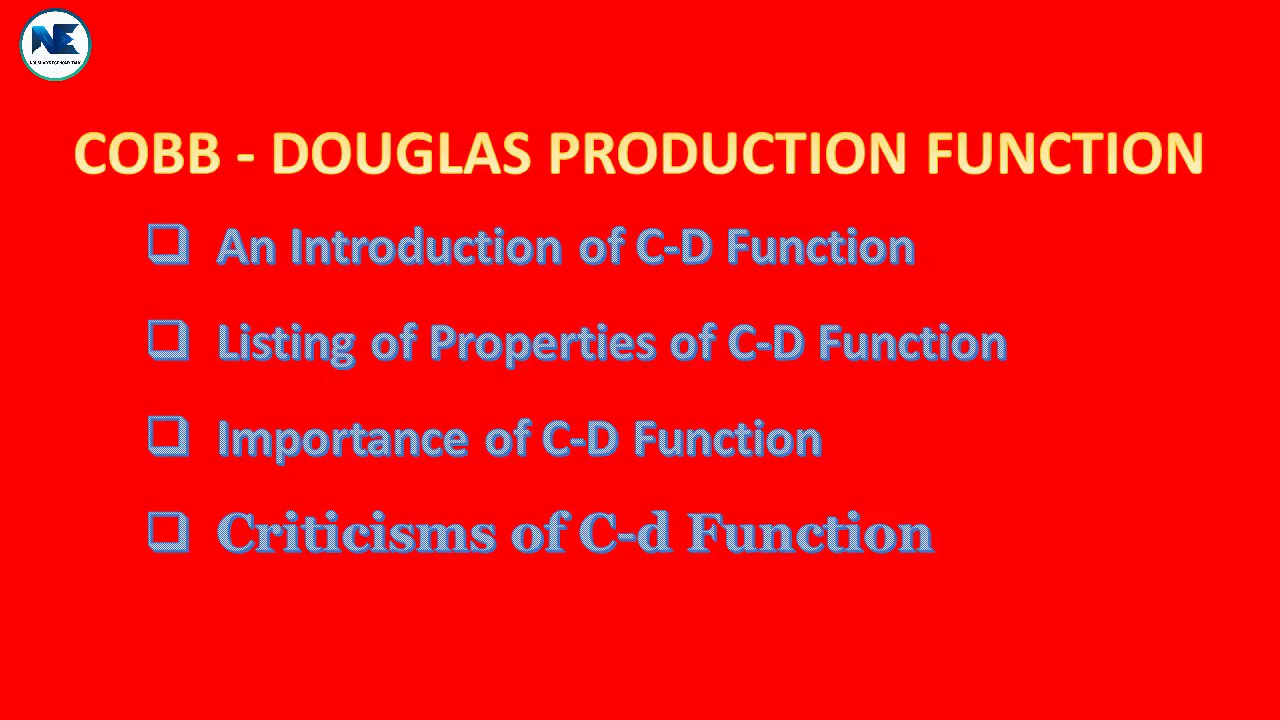 NE
COBB - DOUGLAS PRODUCTION FUNCTION
An Introduction of C-D Function
Listing of Properties of C-D Function
Importance of C-D Function
Criticisms of C-d Function